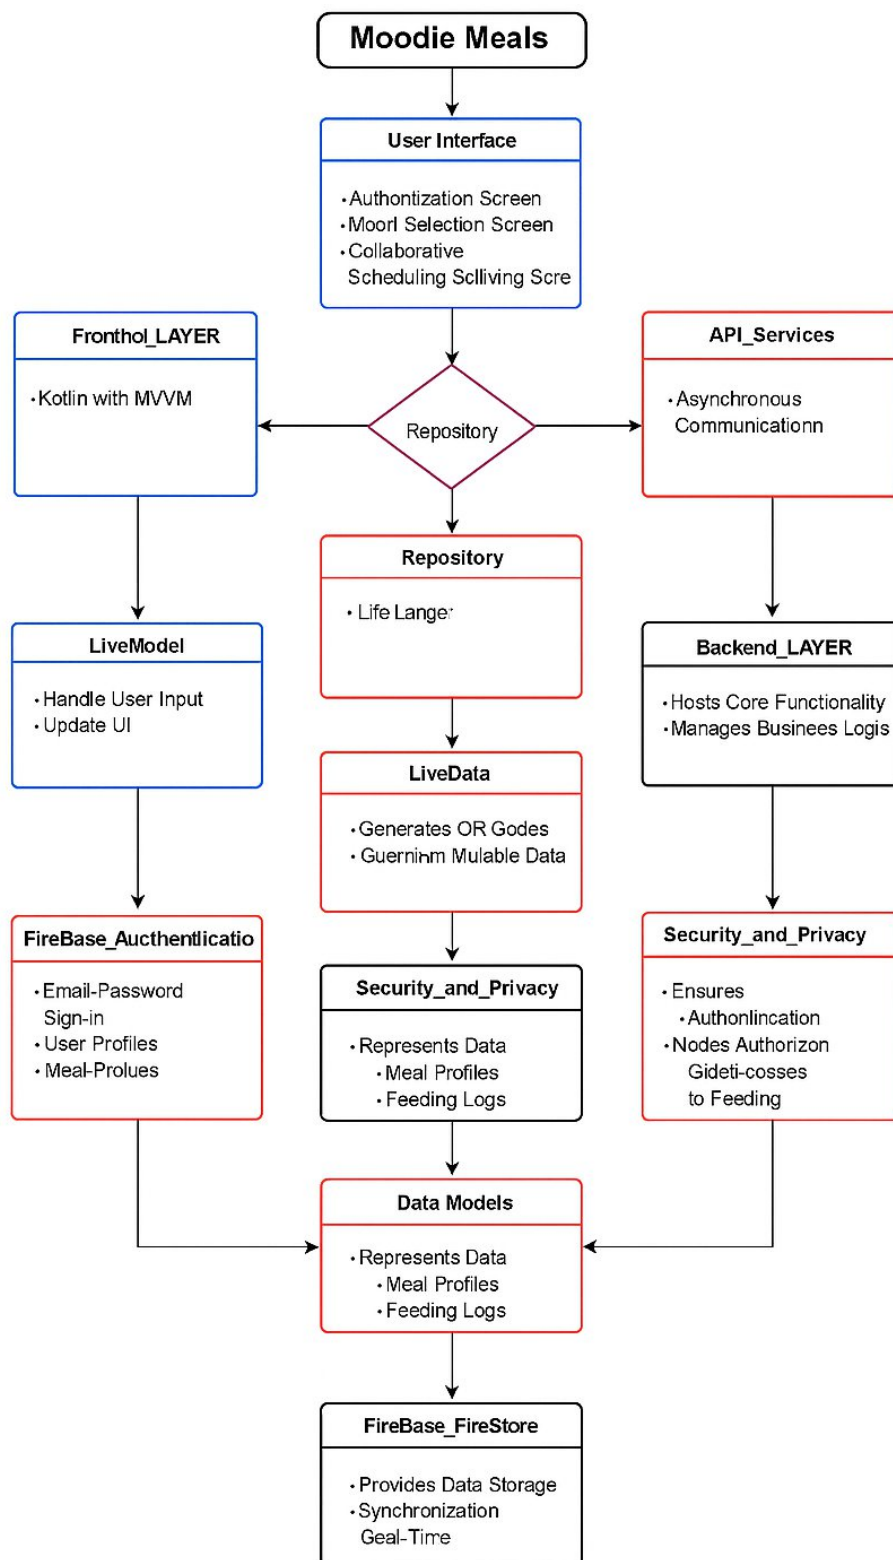 Moodie Meals
User Interface
• Authontization Screen
• Moorl Selection Screen
• Collaborative
Scheduling Sclliving Scre
Fronthol_LAYER
• Kotlin with MVVM
Repository
API_Services
• Asynchronous
Communicationn
Repository
• Life Langer
LiveModel
• Handle User Input
• Update UI
Backend_LAYER
• Hosts Core Functionality
• Manages Businees Logis
LiveData
• Generates OR Godes
• Mulable Data
FireBase_Aucthentlicatio
• Email-Password
Sign-in
• User Profiles
• Meal-Prolues
Security_and_Privacy
• Represents Data
• Meal Profiles
• Feeding Logs
Security_and_Privacy
• Ensures
• Authonlincation
• Nodes Authorizon
Gideti-cosses
to Feeding
Data Models
• Represents Data
• Meal Profiles
• Feeding Logs
FireBase_FireStore
• Provides Data Storage
• Synchronization
Geal-Time